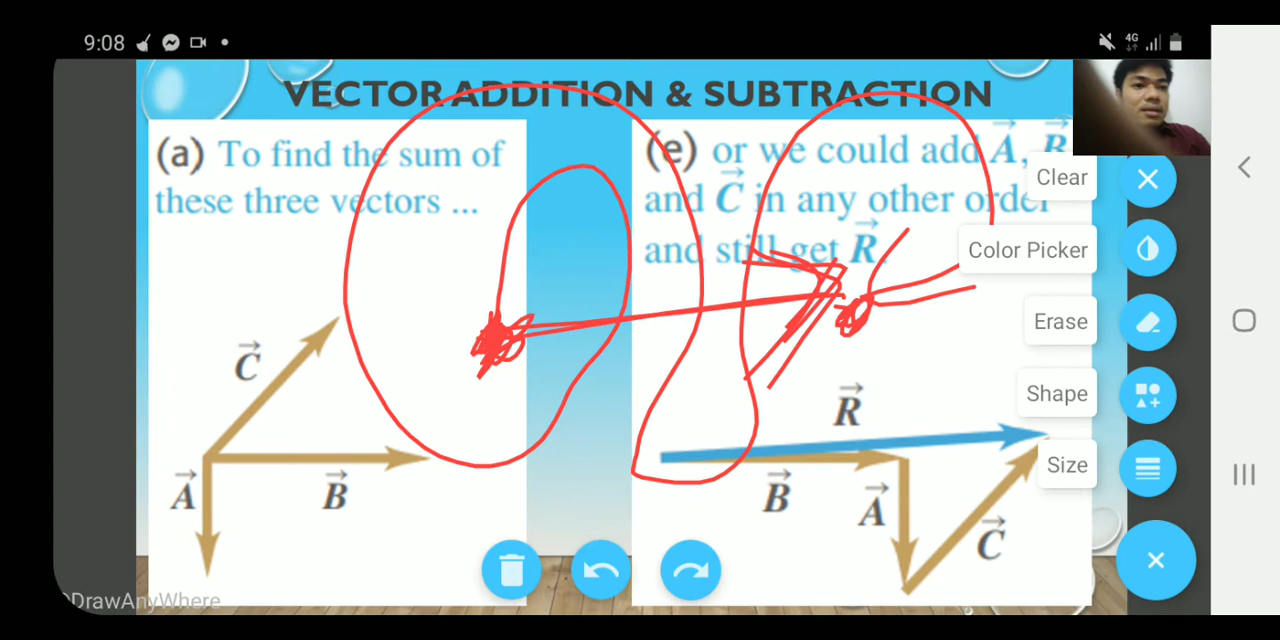 9:08
4G
VECTOR ADDITION & SUBTRACTION
(a) To find the sum of
these three vectors ...
C
A
B
(e) or we could add A, B,
and C in any other order
and still get R.
R
B
A
C
Clear
Color Picker
Erase
Shape
Size
DrawAnyWhere